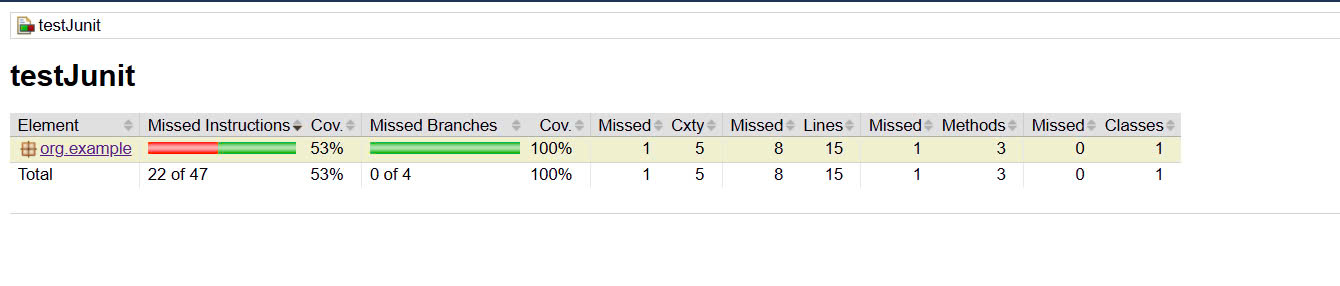 testJunit
testJunit
Element Missed Instructions Cov. Missed Branches Cov. Missed Cxty Missed Lines Missed Methods Missed Classes
org.example 53% 100% 1 5 8 15 1 3 0 1
Total 22 of 47 53% 0 of 4 100% 1 5 8 15 1 3 0 1